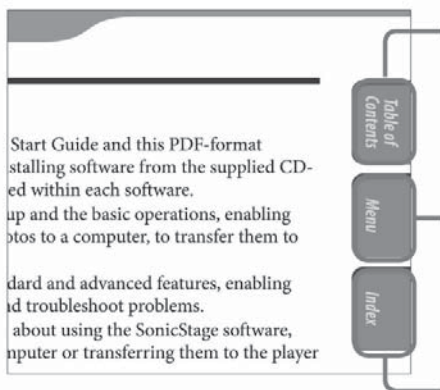 Start Guide and this PDF-format
stalling software from the supplied CD-
ed within each software.
up and the basic operations, enabling
otos to a computer, to transfer them to
dard and advanced features, enabling
nd troubleshoot problems.
about using the SonicStage software,
mputer or transferring them to the player
Table of
Contents
Menu
Index